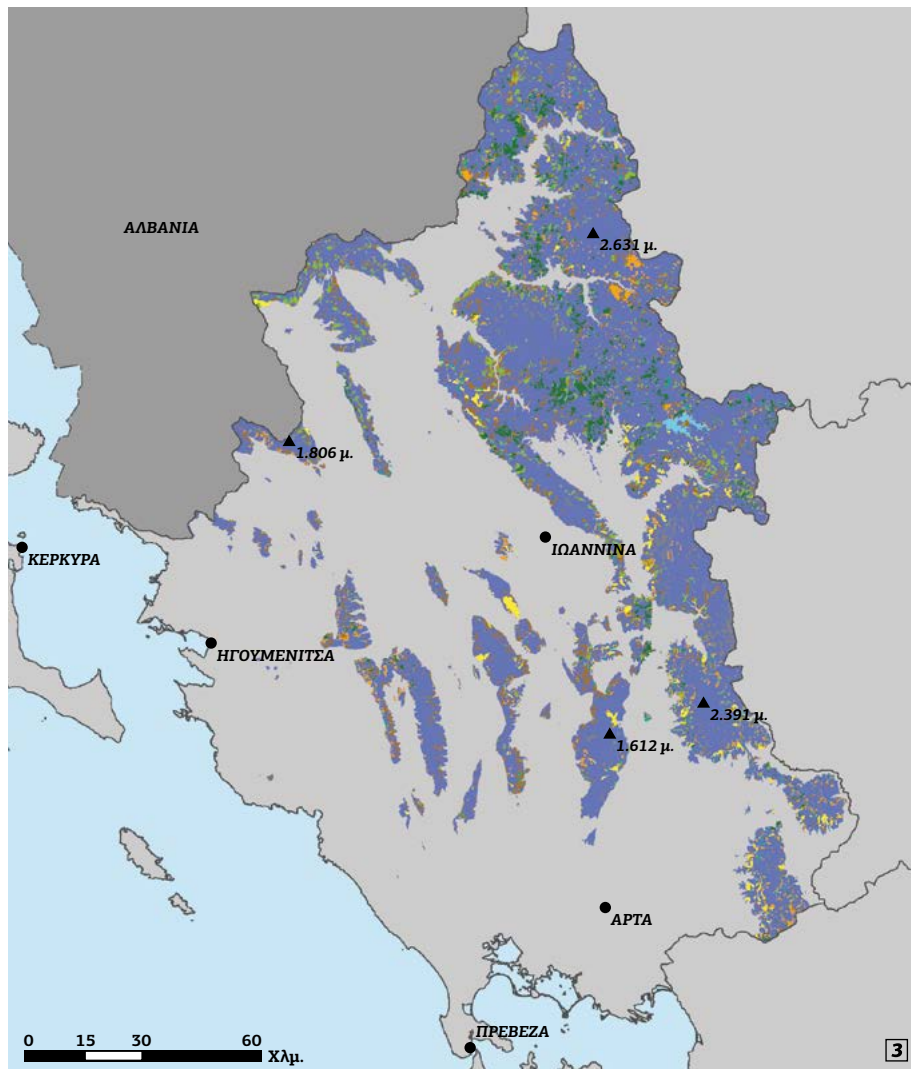 ΑΛΒΑΝΙΑ
2.631 μ.
1.806 μ.
ΙΩΑΝΝΙΝΑ
ΚΕΡΚΥΡΑ
ΗΓΟΥΜΕΝΙΤΣΑ
2.391 μ.
1.612 μ.
ΑΡΤΑ
ΠΡΕΒΕΖΑ
0 15 30 60
Χλμ.
3